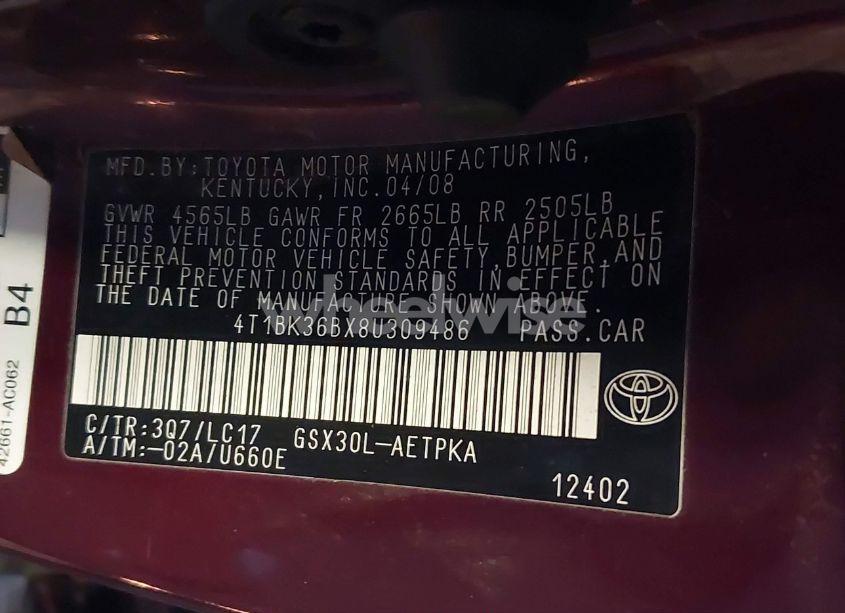 MFD.BY:TOYOTA MOTOR MANUFACTURING,
KENTUCKY,INC.04/08
GVWR 4565LB GAWR FR 2665LB RR 2505LB
THIS VEHICLE CONFORMS TO ALL APPLICABLE
FEDERAL MOTOR VEHICLE SAFETY,BUMPER,AND
THEFT PREVENTION STANDARDS IN EFFECT ON
THE DATE OF MANUFACTURE SHOWN ABOVE.
wheelwise
4T1BK36BX8U309486 PASS.CAR
C/TR:3Q7/LC17 GSX30L-AETPKA
A/TM:-02A/U660E
12402
42661-AC062
B4